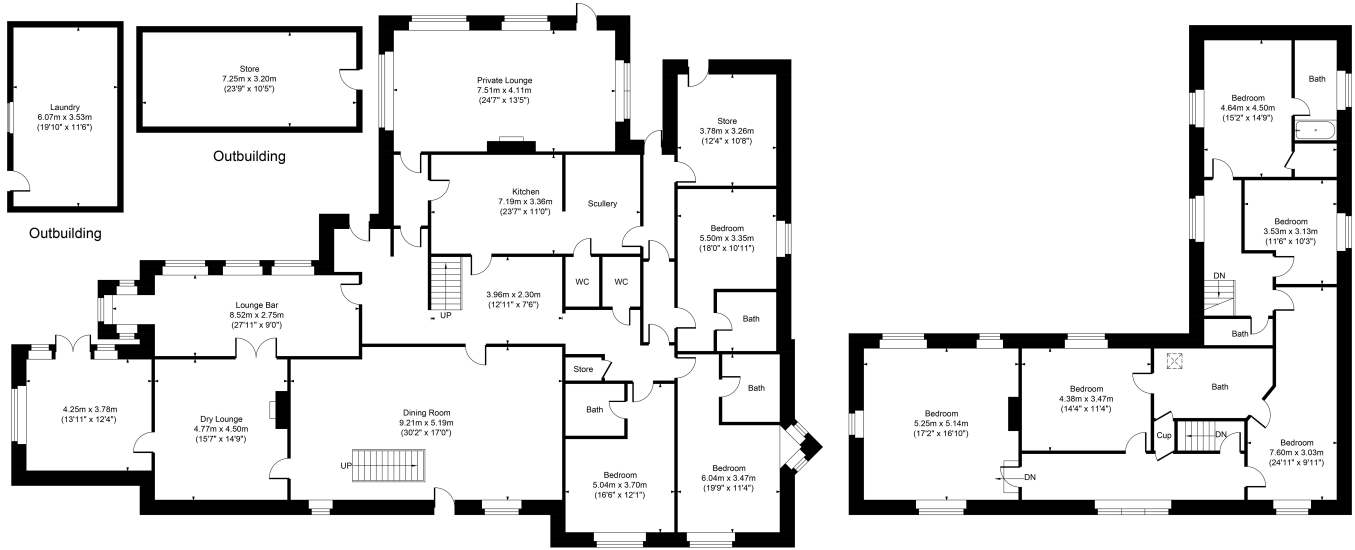 Laundry
6.07m x 3.53m
(19'10" x 11'6")
Outbuilding
Store
7.25m x 3.20m
(23'9" x 10'5")
Outbuilding
Private Lounge
7.51m x 4.11m
(24'7" x 13'5")
Store
3.78m x 3.26m
(12'4" x 10'8")
Kitchen
7.19m x 3.36m
(23'7" x 11'0")
Scullery
Bedroom
5.50m x 3.35m
(18'0" x 10'11")
WC
WC
3.96m x 2.30m
(12'11" x 7'6")
UP
Bath
Lounge Bar
8.52m x 2.75m
(27'11" x 9'0")
4.25m x 3.78m
(13'11" x 12'4")
Dry Lounge
4.77m x 4.50m
(15'7" x 14'9")
Dining Room
9.21m x 5.19m
(30'2" x 17'0")
UP
Store
Bath
Bath
Bedroom
5.04m x 3.70m
(16'6" x 12'1")
Bedroom
6.04m x 3.47m
(19'9" x 11'4")
Bedroom
4.64m x 4.50m
(15'2" x 14'9")
Bath
Bedroom
3.53m x 3.13m
(11'6" x 10'3")
DN
Bath
Bedroom
5.25m x 5.14m
(17'2" x 16'10")
Bedroom
4.38m x 3.47m
(14'4" x 11'4")
Bath
Cup
DN
DN
Bedroom
7.60m x 3.03m
(24'11" x 9'11")